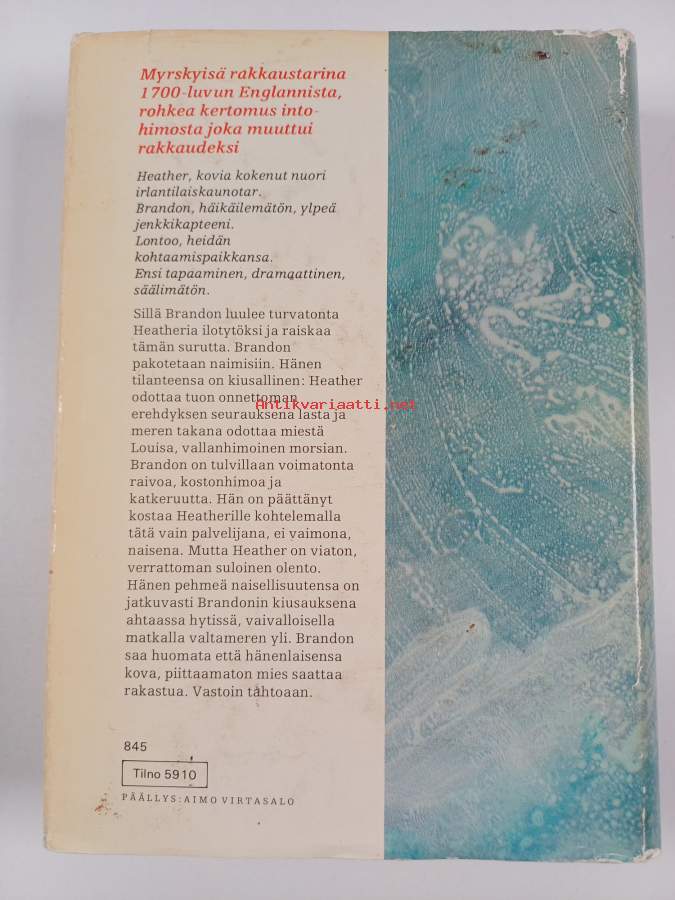 Myrskyisä rakkaustarina
1700-luvun Englannista,
rohkea kertomus into-
himosta joka muuttui
rakkaudeksi
Heather, kovia kokenut nuori
irlantilaiskaunotar.
Brandon, häikäilemätön, ylpeä
jenkkikapteeni.
Lontoo, heidän
kohtaamispaikkansa.
Ensi tapaaminen, dramaattinen,
säälimätön.
Sillä Brandon luulee turvatonta
Heatheria ilotytöksi ja raiskaa
tämän surutta. Brandon
pakotetaan naimisiin. Hänen
tilanteensa on kiusallinen: Heather
odottaa tuon onnettoman
Antikvariaatti.net
erehdyksen seurauksena lasta ja
meren takana odottaa miestä
Louisa, vallanhimoinen morsian.
Brandon on tulvillaan voimatonta
raivoa, kostonhimoa ja
katkeruutta. Hän on päättänyt
kostaa Heatherille kohtelemalla
tätä vain palvelijana, ei vaimona,
naisena. Mutta Heather on viaton,
verrattoman suloinen olento.
Hänen pehmeä naisellisuutensa on
jatkuvasti Brandonin kiusauksena
ahtaassa hytissä, vaivalloisella
matkalla valtameren yli. Brandon
saa huomata että hänenlaisensa
kova, piittaamaton mies saattaa
rakastua. Vastoin tahtoaan.
845
Tilno 5910
PÄÄLLYS: AIMO VIRTASALO